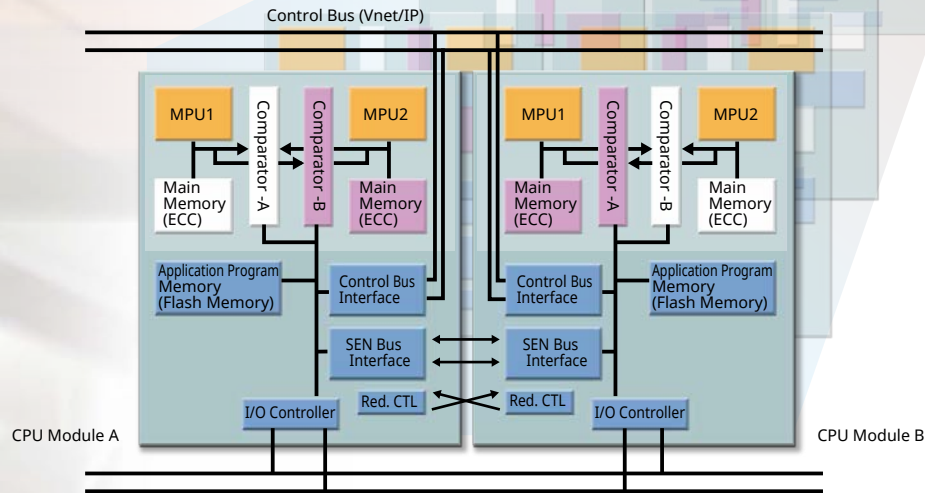 Control Bus (Vnet/IP)
MPU1
Comparator -A
Comparator -B
MPU2
Main
Memory
(ECC)
Main
Memory
(ECC)
Application Program
Memory
(Flash Memory)
Control Bus
Interface
SEN Bus
Interface
Red. CTL
I/O Controller
CPU Module A
MPU1
Comparator -A
Comparator -B
MPU2
Main
Memory
(ECC)
Main
Memory
(ECC)
Control Bus
Interface
Application Program
Memory
(Flash Memory)
SEN Bus
Interface
Red. CTL
I/O Controller
CPU Module B